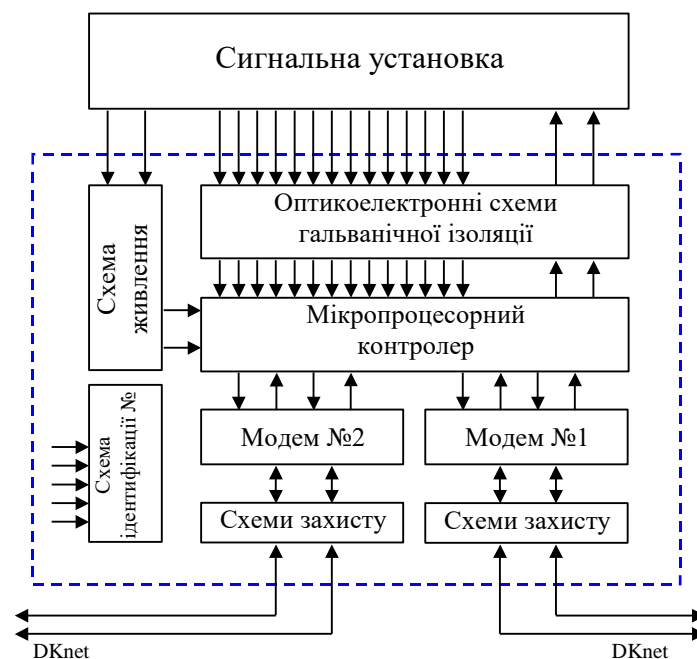 Сигнальна установка
Оптикоелектронні схеми
гальванічної ізоляції
Схема
живлення
Мікропроцесорний
контролер
Схема
ідентифікації №
Модем №2
Модем №1
Схеми захисту
Схеми захисту
DKnet
DKnet